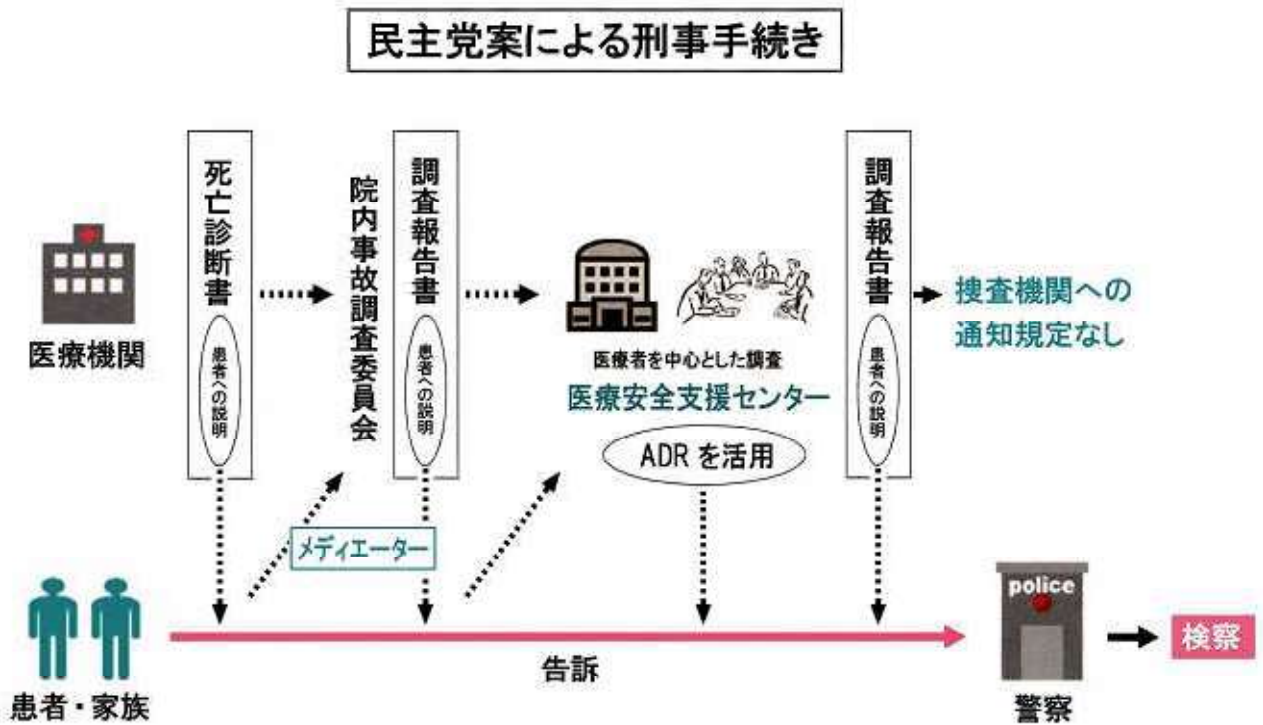 民主党案による刑事手続き
医療機関
死亡診断書
患者への説明
院内事故調査委員会
調査報告書
患者への説明
医療者を中心とした調査
医療安全支援センター
ADRを活用
調査報告書
患者への説明
捜査機関への
通知規定なし
メディエーター
患者・家族
告訴
police
警察
検察